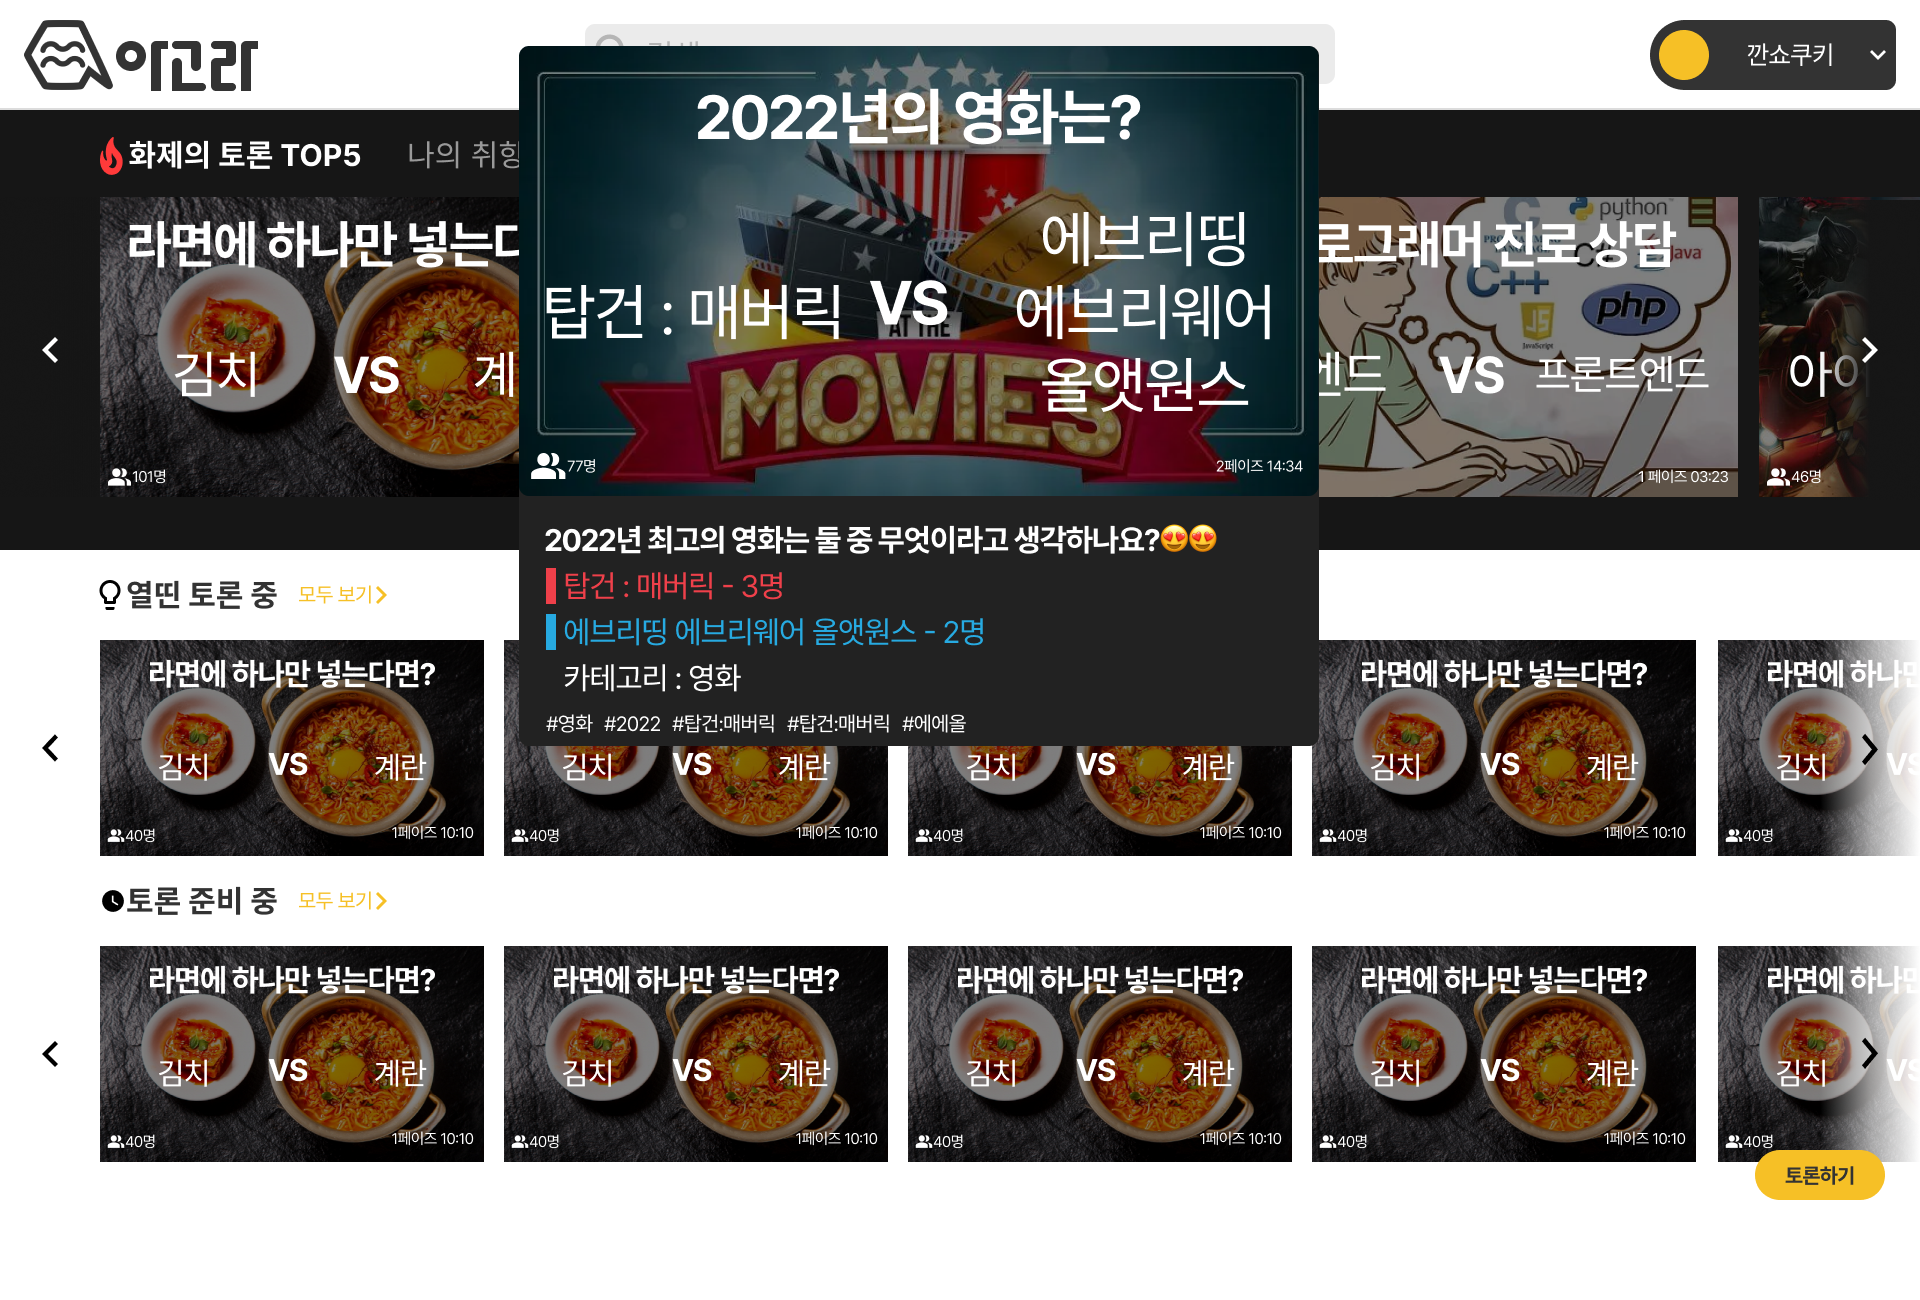 아고라
깐쇼쿠키
화제의 토론 TOP5
나의 취향
2022년의 영화는?
탑건 : 매버릭
VS
에브리띵
에브리웨어
올앳원스
AT THE
MOVIES
77명
2페이즈 14:34
라면에 하나만 넣는다
김치
VS
계
101명
로그래머 진로 상담
python
C
C++
java
JS
JavaScript
php
엔드
VS
프론트엔드
1 페이즈 03:23
아이
46명
2022년 최고의 영화는 둘 중 무엇이라고 생각하나요?😍😍
탑건 : 매버릭 - 3명
에브리띵 에브리웨어 올앳원스 - 2명
카테고리 : 영화
#영화 #2022 #탑건:매버릭 #탑건:매버릭 #에에올
열띤 토론 중
모두 보기
라면에 하나만 넣는다면?
김치 VS 계란
40명
1페이즈 10:10
김치 VS 계란
40명
1페이즈 10:10
김치 VS 계란
40명
1페이즈 10:10
라면에 하나만 넣는다면?
김치 VS 계란
40명
1페이즈 10:10
라면에 하나만
김치 VS
40명
토론 준비 중
모두 보기
라면에 하나만 넣는다면?
김치 VS 계란
40명
1페이즈 10:10
라면에 하나만 넣는다면?
김치 VS 계란
40명
1페이즈 10:10
라면에 하나만 넣는다면?
김치 VS 계란
40명
1페이즈 10:10
라면에 하나만 넣는다면?
김치 VS 계란
40명
1페이즈 10:10
라면에 하나만
김치 VS
40명
토론하기